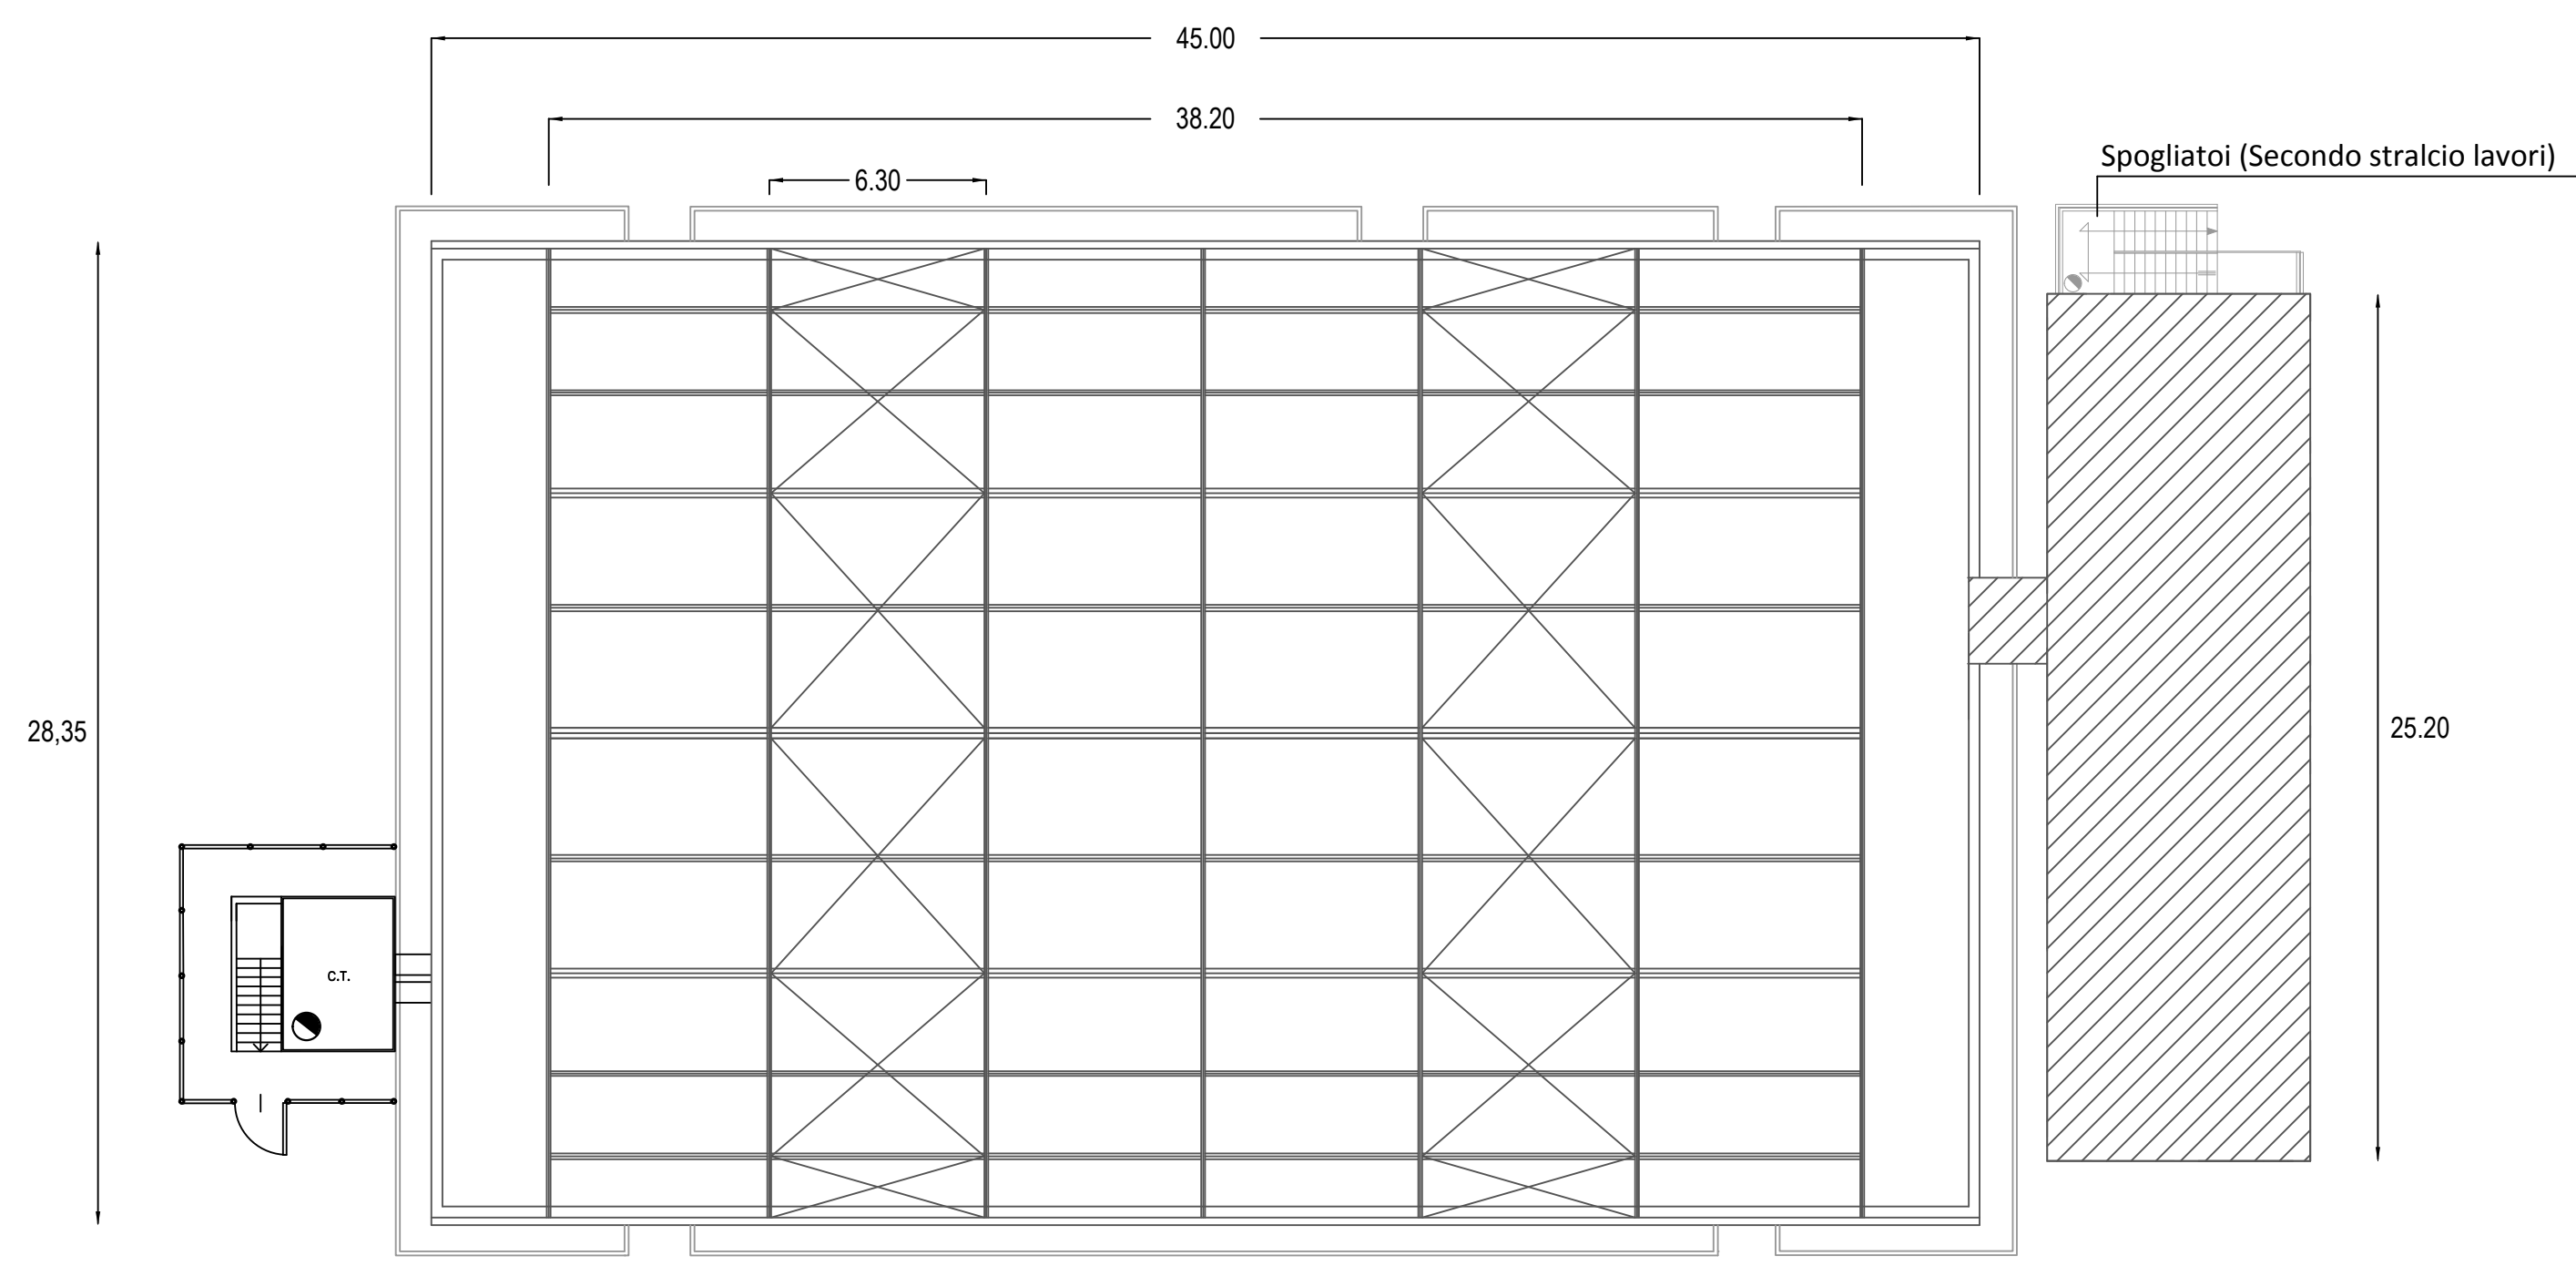 45.00
38.20
Spogliatoi (Secondo stralcio lavori)
6.30
28,35
25.20
C.T.